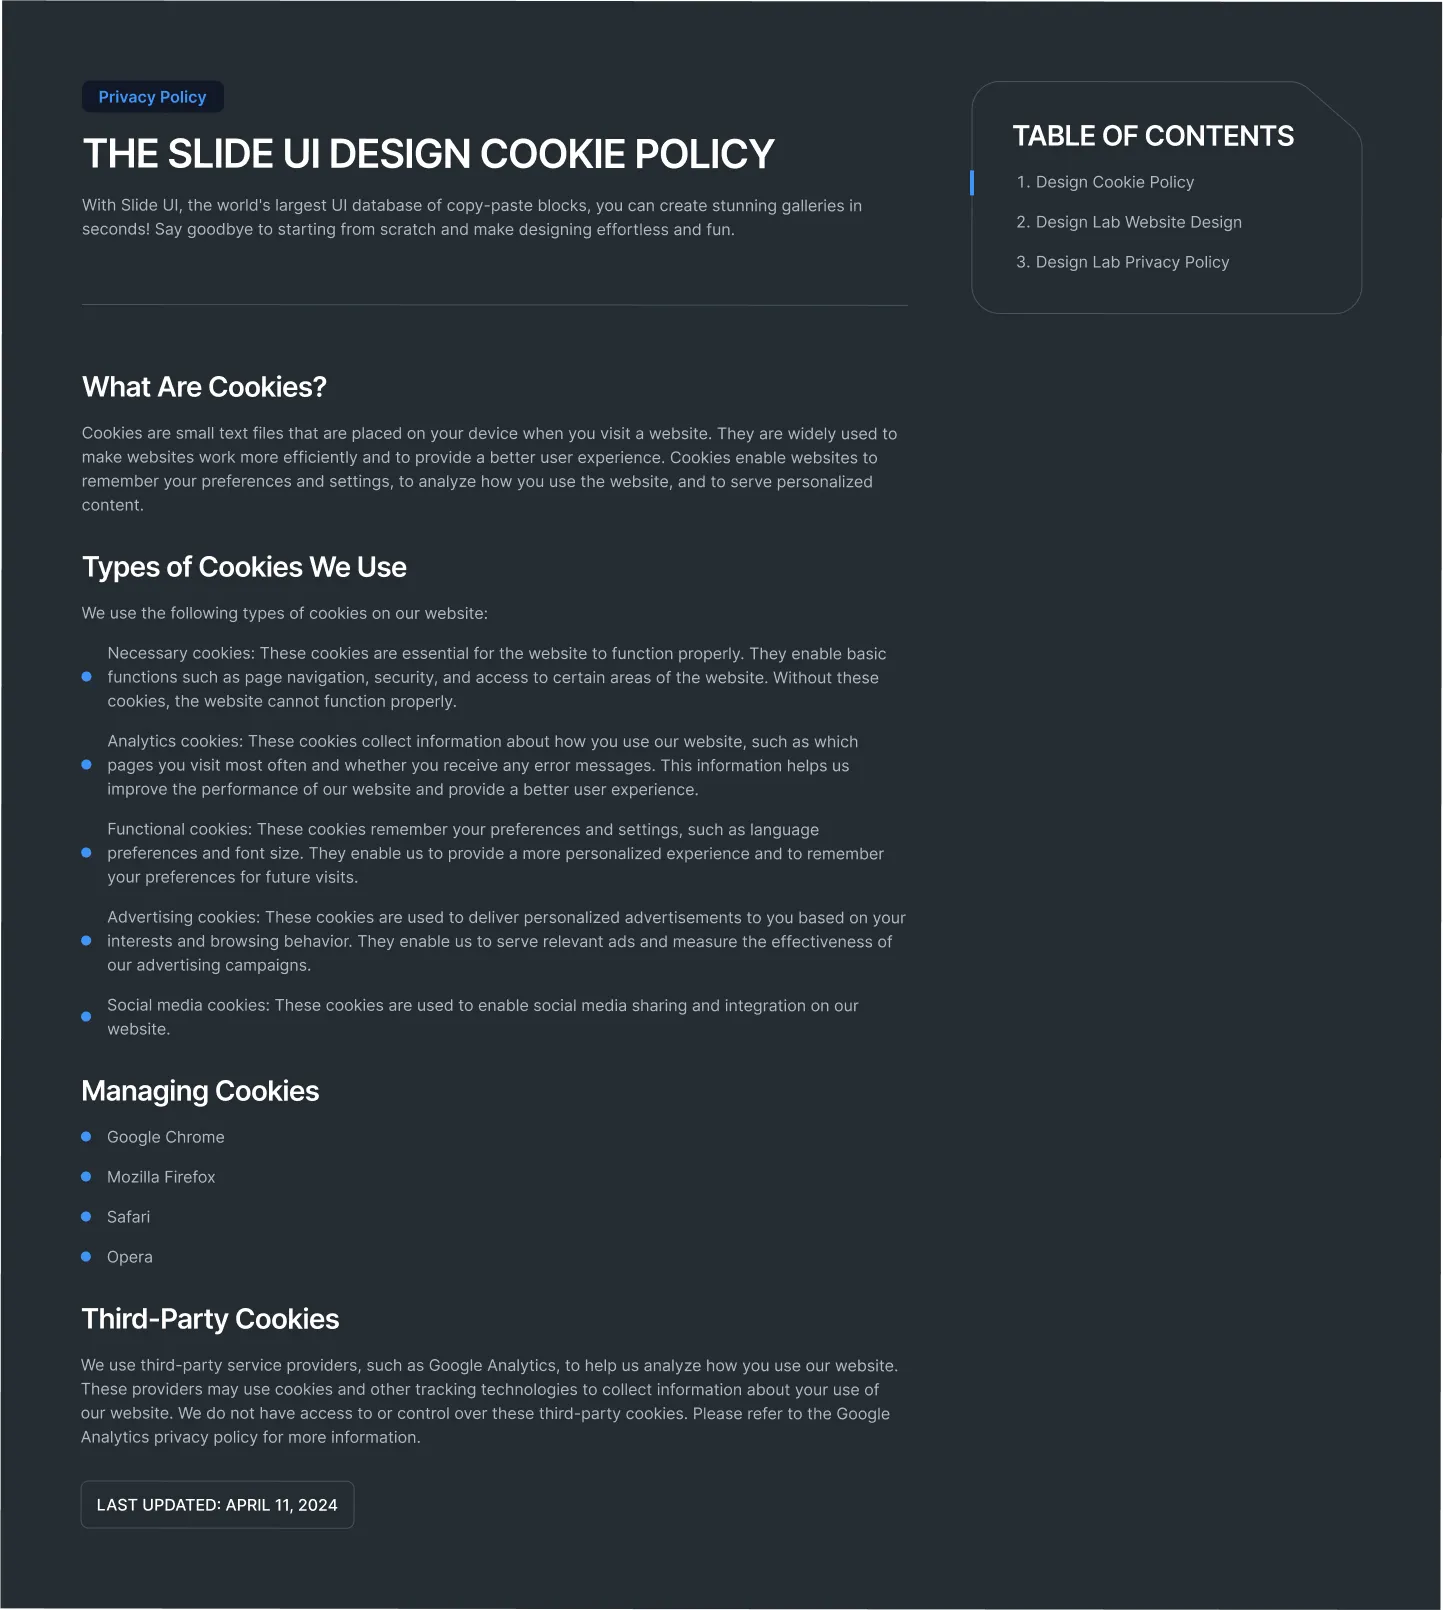 Privacy Policy
THE SLIDE UI DESIGN COOKIE POLICY
With Slide UI, the world's largest UI database of copy-paste blocks, you can create stunning galleries in
seconds! Say goodbye to starting from scratch and make designing effortless and fun.
TABLE OF CONTENTS
1. Design Cookie Policy
2. Design Lab Website Design
3. Design Lab Privacy Policy
What Are Cookies?
Cookies are small text files that are placed on your device when you visit a website. They are widely used to
make websites work more efficiently and to provide a better user experience. Cookies enable websites to
remember your preferences and settings, to analyze how you use the website, and to serve personalized
content.
Types of Cookies We Use
We use the following types of cookies on our website:
Necessary cookies: These cookies are essential for the website to function properly. They enable basic
functions such as page navigation, security, and access to certain areas of the website. Without these
cookies, the website cannot function properly.
Analytics cookies: These cookies collect information about how you use our website, such as which
pages you visit most often and whether you receive any error messages. This information helps us
improve the performance of our website and provide a better user experience.
Functional cookies: These cookies remember your preferences and settings, such as language
preferences and font size. They enable us to provide a more personalized experience and to remember
your preferences for future visits.
Advertising cookies: These cookies are used to deliver personalized advertisements to you based on your
interests and browsing behavior. They enable us to serve relevant ads and measure the effectiveness of
our advertising campaigns.
Social media cookies: These cookies are used to enable social media sharing and integration on our
website.
Managing Cookies
Google Chrome
Mozilla Firefox
Safari
Opera
Third-Party Cookies
We use third-party service providers, such as Google Analytics, to help us analyze how you use our website.
These providers may use cookies and other tracking technologies to collect information about your use of
our website. We do not have access to or control over these third-party cookies. Please refer to the Google
Analytics privacy policy for more information.
LAST UPDATED: APRIL 11, 2024